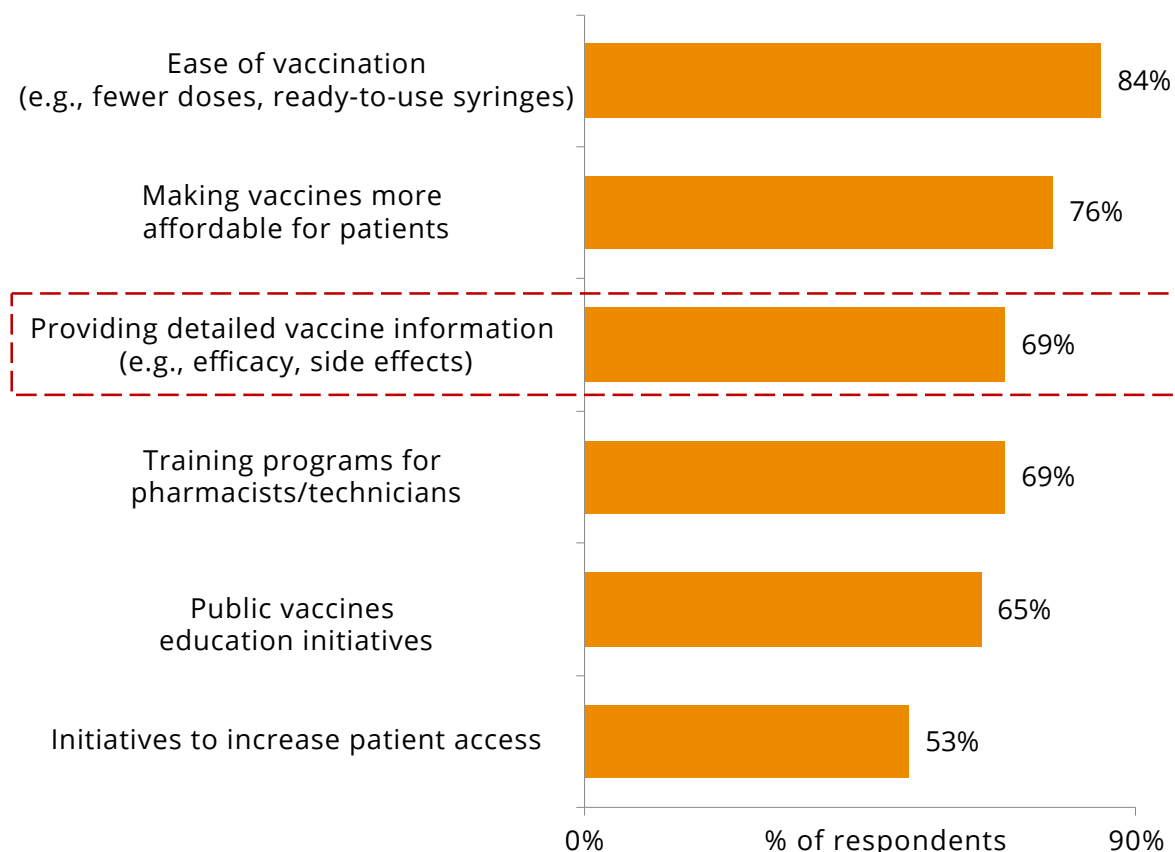 Ease of vaccination
(e.g., fewer doses, ready-to-use syringes)
84%
Making vaccines more
affordable for patients
76%
Providing detailed vaccine information
(e.g., efficacy, side effects)
69%
Training programs for
pharmacists/technicians
69%
Public vaccines
education initiatives
65%
Initiatives to increase patient access
53%
0% % of respondents 90%